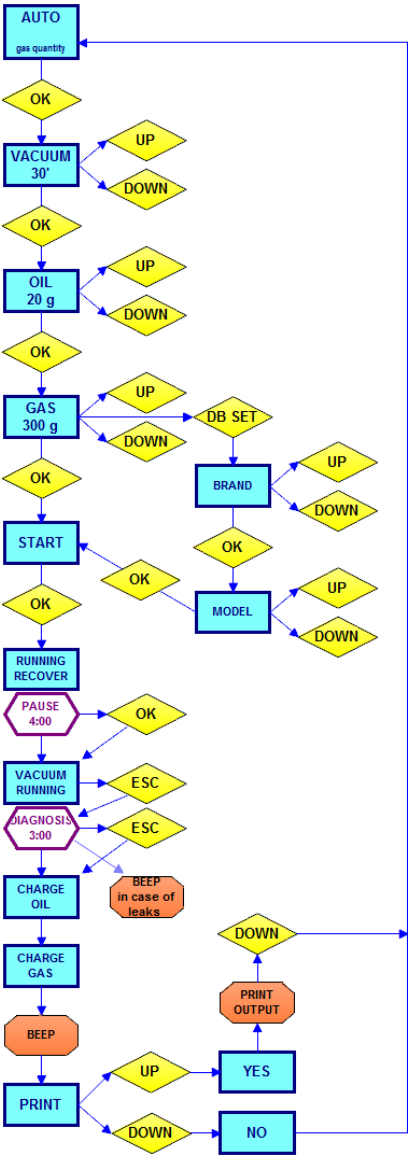 AUTO
gas quantity
OK
VACUUM
30'
UP
DOWN
OK
OIL
20 g
UP
DOWN
OK
GAS
300 g
UP
DOWN
DB SET
BRAND
UP
DOWN
OK
START
OK
OK
MODEL
UP
DOWN
OK
RUNNING
RECOVER
PAUSE
4:00
OK
VACUUM
RUNNING
ESC
DIAGNOSIS
3:00
ESC
BEEP
in case of
leaks
CHARGE
OIL
CHARGE
GAS
BEEP
PRINT
UP
DOWN
YES
NO
PRINT
OUTPUT
DOWN